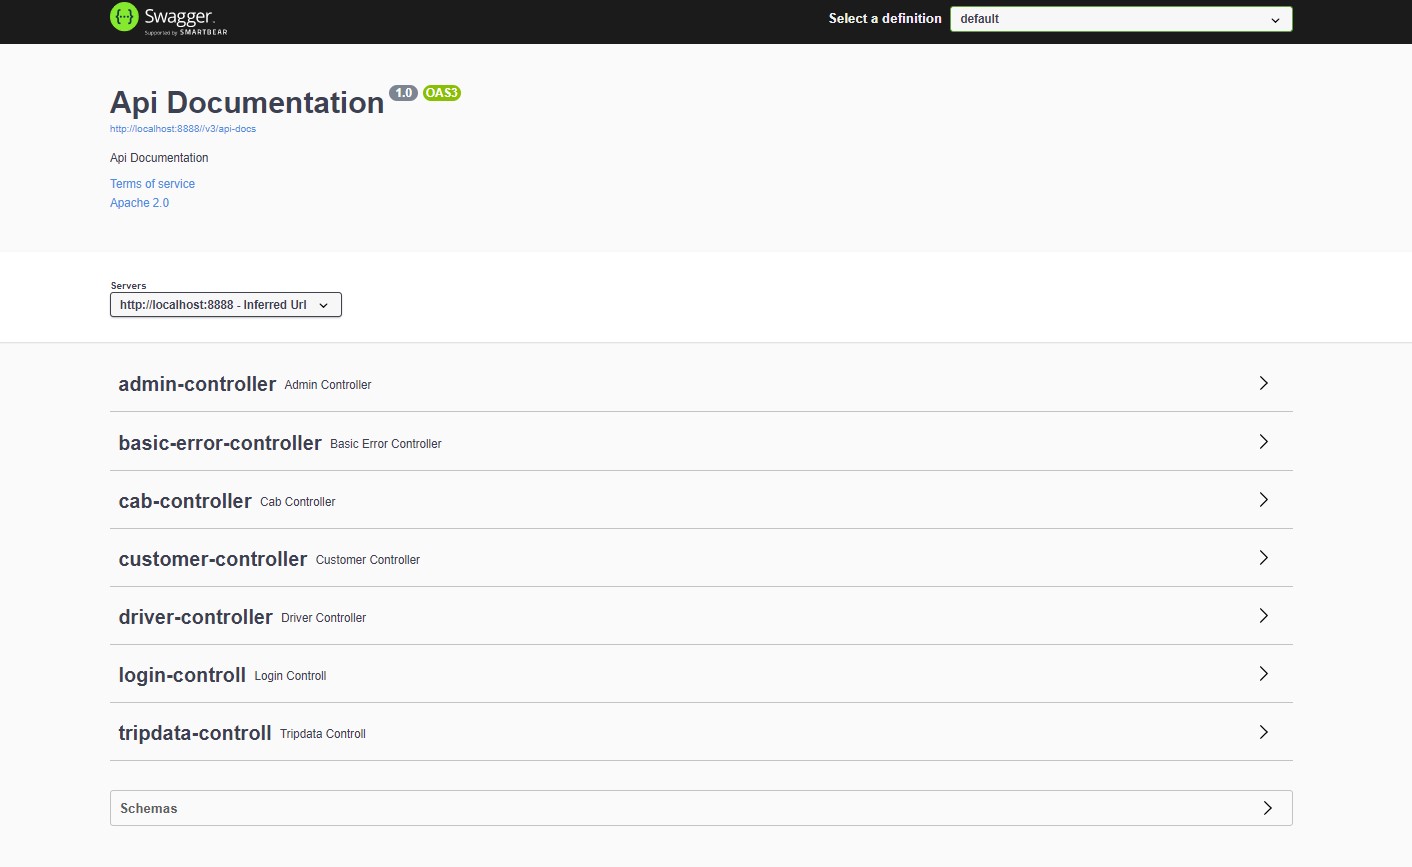 Swagger.
Supported by SMARTBEAR
Select a definition
default
Api Documentation 1.0 OAS3
http://localhost:8888//v3/api-docs
Api Documentation
Terms of service
Apache 2.0
Servers
http://localhost:8888 - Inferred Url
admin-controller Admin Controller
basic-error-controller Basic Error Controller
cab-controller Cab Controller
customer-controller Customer Controller
driver-controller Driver Controller
login-controll Login Controll
tripdata-controll Tripdata Controll
Schemas